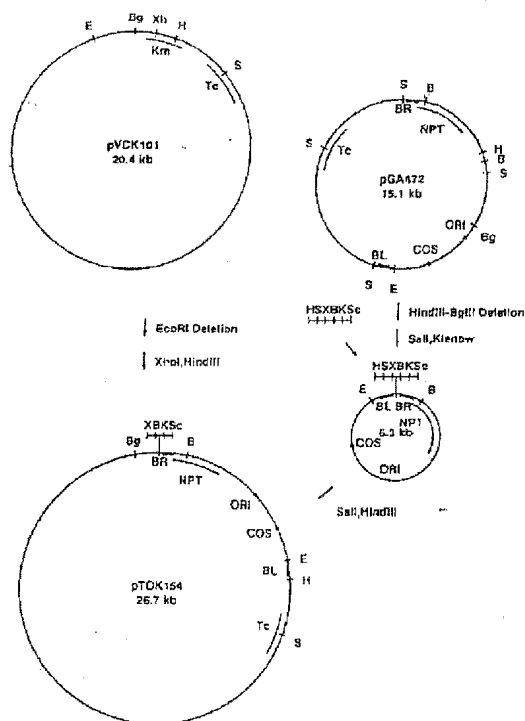 E
Bg
Xh
H
Km
S
Tc
pVCK101
20.4 kb
S
B
BR
NPT
S
Tc
H
B
S
pGA472
15.1 kb
ORI
Bg
COS
BL
S
E
EcoRI Deletion
XhoI,HindIII
HSXBKSc
HindIII-BglII Deletion
SalI,Klenow
HSXBKSc
E
B
BL BR
NPT
kb
COS
ORI
SalI,HindIII
XBKSc
Bg
B
BR
NPT
ORI
COS
E
BL
H
pTOK154
26.7 kb
Tc
S